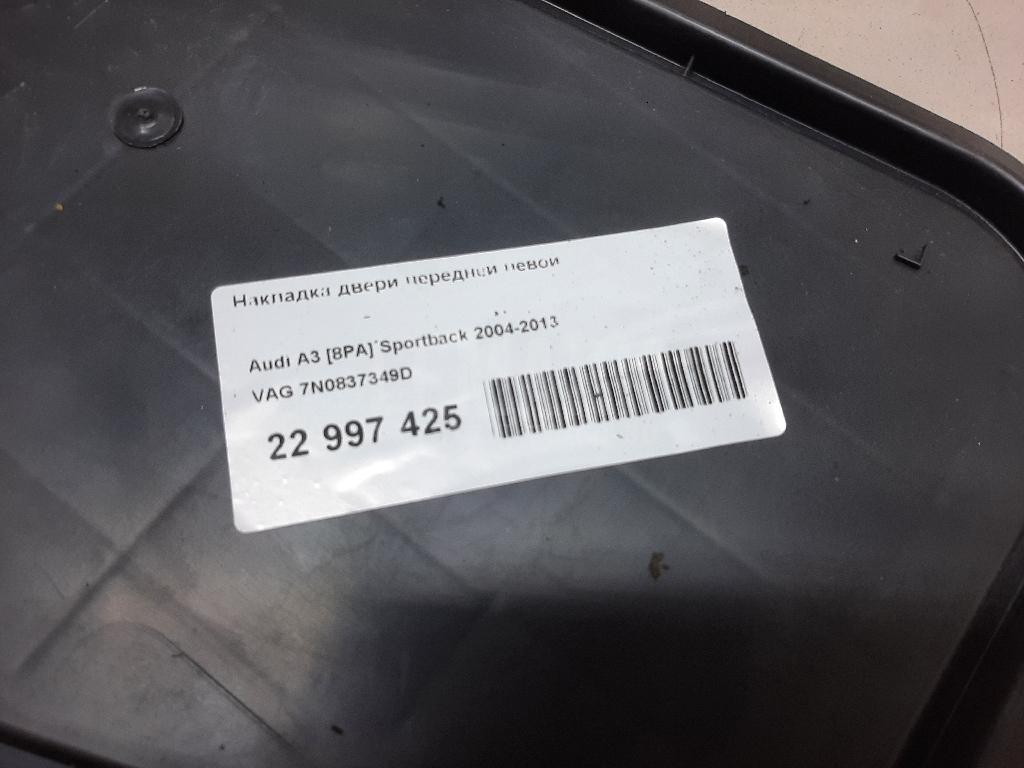 Накладка двери передней левой
Audi A3 [8PA] Sportback 2004-2013
VAG 7N0837349D
22 997 425